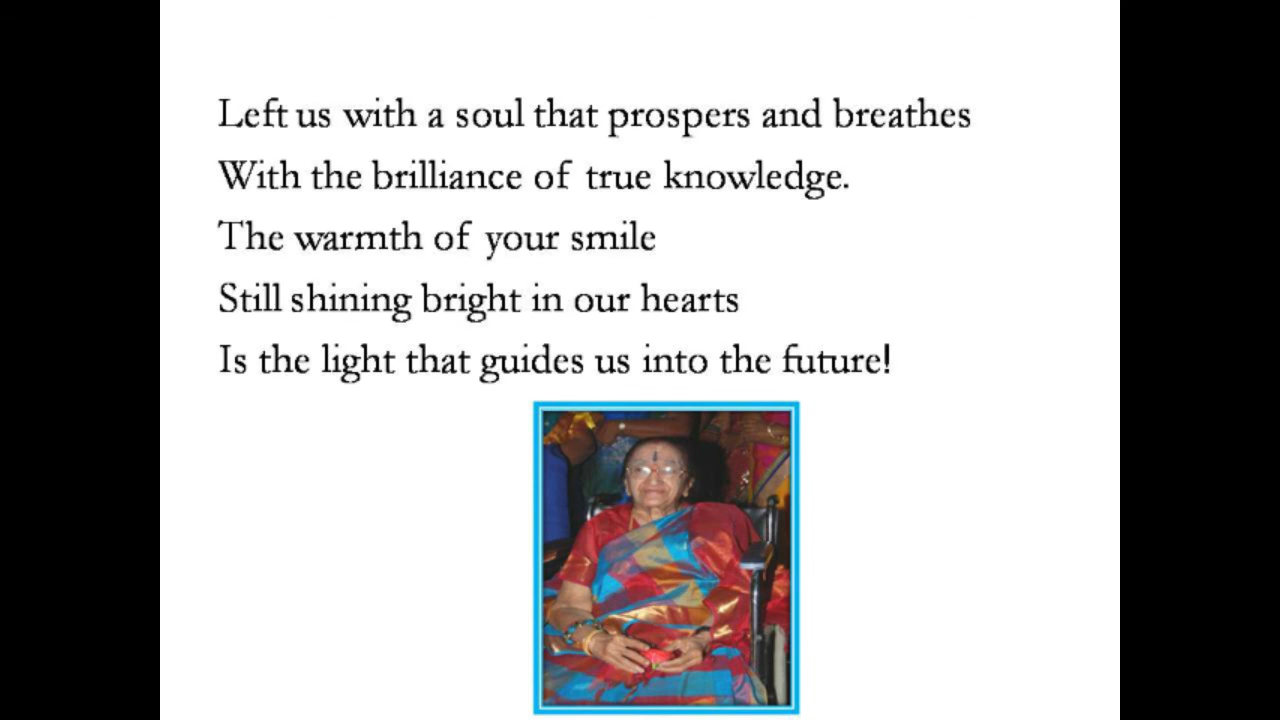 Left us with a soul that prospers and breathes
With the brilliance of true knowledge.
The warmth of your smile
Still shining bright in our hearts
Is the light that guides us into the future!